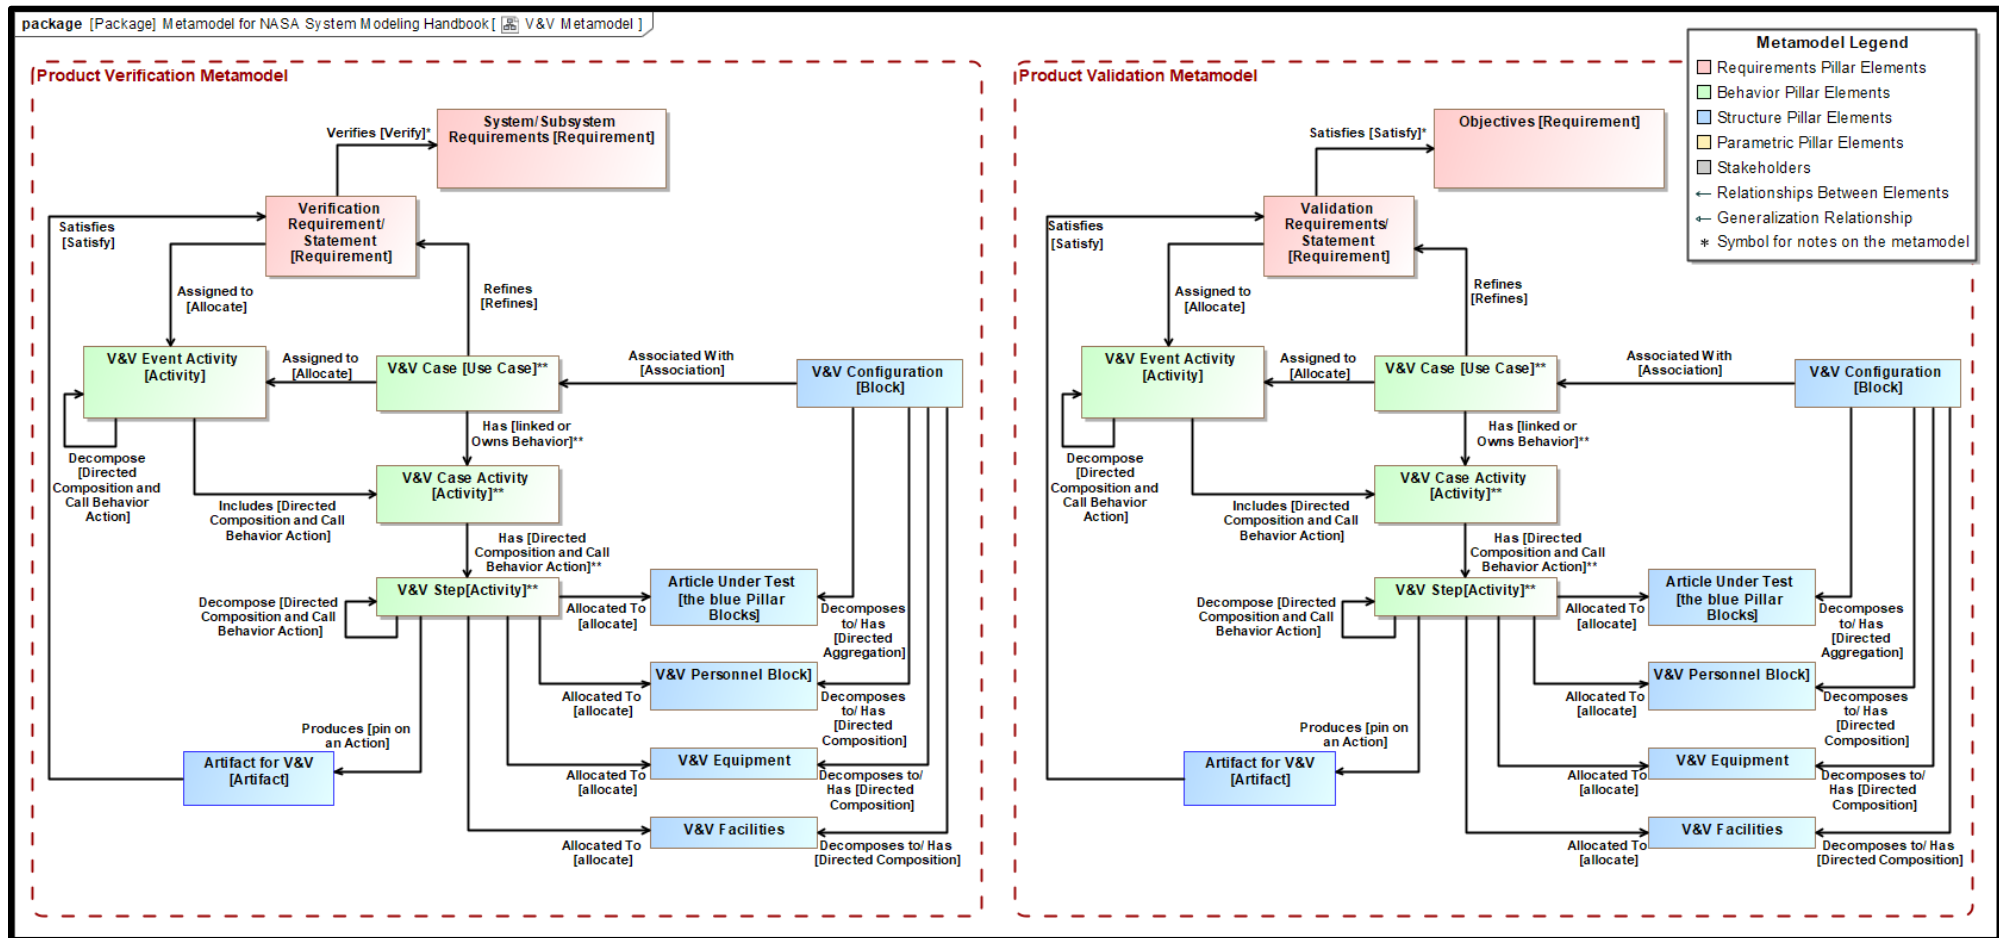 package [Package] Metamodel for NASA System Modeling Handbook [ V&V Metamodel ]
Product Verification Metamodel
System/Subsystem
Requirements [Requirement]
Verifies [Verify]*
Verification
Requirement/
Statement
[Requirement]
Satisfies
[Satisfy]
Assigned to
[Allocate]
Refines
[Refines]
V&V Event Activity
[Activity]
Assigned to
[Allocate]
V&V Case [Use Case]**
Associated With
[Association]
V&V Configuration
[Block]
Decompose
[Directed
Composition and
Call Behavior
Action]
Has [linked or
Owns Behavior]**
V&V Case Activity
[Activity]**
Includes [Directed
Composition and Call
Behavior Action]
Has [Directed
Composition and Call
Behavior Action]**
V&V Step[Activity]**
Decompose [Directed
Composition and Call
Behavior Action]
Allocated To
[allocate]
Article Under Test
[the blue Pillar
Blocks]
Decomposes
to/ Has
[Directed
Aggregation]
V&V Personnel Block]
Allocated To
[allocate]
Decomposes
to/ Has
[Directed
Composition]
Produces [pin on
an Action]
Artifact for V&V
[Artifact]
V&V Equipment
Allocated To
[allocate]
Decomposes to/
Has [Directed
Composition]
V&V Facilities
Allocated To
[allocate]
Decomposes to/ Has
[Directed Composition]
Product Validation Metamodel
Objectives [Requirement]
Satisfies [Satisfy]*
Validation
Requirements/
Statement
[Requirement]
Satisfies
[Satisfy]
Assigned to
[Allocate]
Refines
[Refines]
V&V Event Activity
[Activity]
Assigned to
[Allocate]
V&V Case [Use Case]**
Associated With
[Association]
V&V Configuration
[Block]
Decompose
[Directed
Composition and
Call Behavior
Action]
Has [linked or
Owns Behavior]**
V&V Case Activity
[Activity]**
Includes [Directed
Composition and Call
Behavior Action]
Has [Directed
Composition and Call
Behavior Action]**
V&V Step[Activity]**
Decompose [Directed
Composition and Call
Behavior Action]
Allocated To
[allocate]
Article Under Test
[the blue Pillar
Blocks]
Decomposes
to/ Has
[Directed
Aggregation]
V&V Personnel Block]
Allocated To
[allocate]
Decomposes
to/ Has
[Directed
Composition]
Produces [pin on
an Action]
Artifact for V&V
[Artifact]
V&V Equipment
Allocated To
[allocate]
Decomposes to/
Has [Directed
Composition]
V&V Facilities
Allocated To
[allocate]
Decomposes to/ Has
[Directed Composition]
Metamodel Legend
Requirements Pillar Elements
Behavior Pillar Elements
Structure Pillar Elements
Parametric Pillar Elements
Stakeholders
Relationships Between Elements
Generalization Relationship
* Symbol for notes on the metamodel